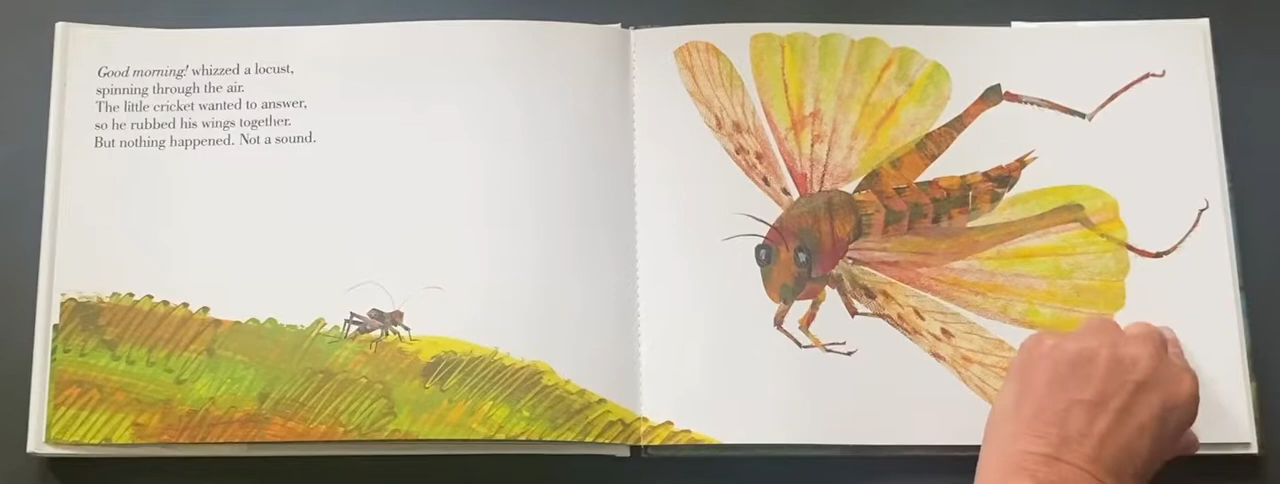 Good morning! whizzed a locust,
spinning through the air.
The little cricket wanted to answer,
so he rubbed his wings together.
But nothing happened. Not a sound.